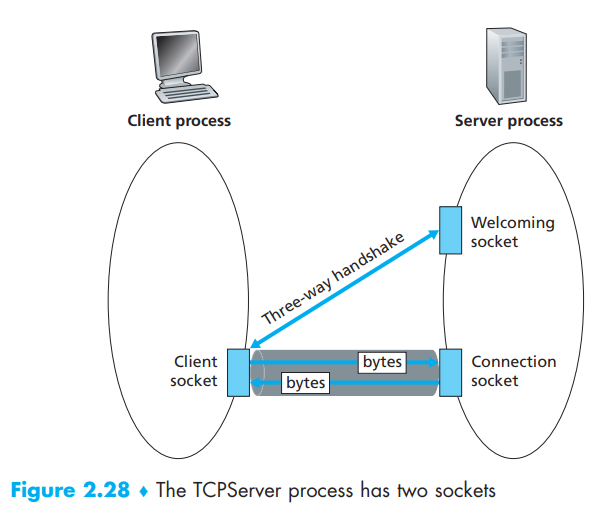 Client process
Server process
Welcoming
socket
Three-way handshake
Client
socket
bytes
bytes
Connection
socket
Figure 2.28 ♦ The TCPServer process has two sockets